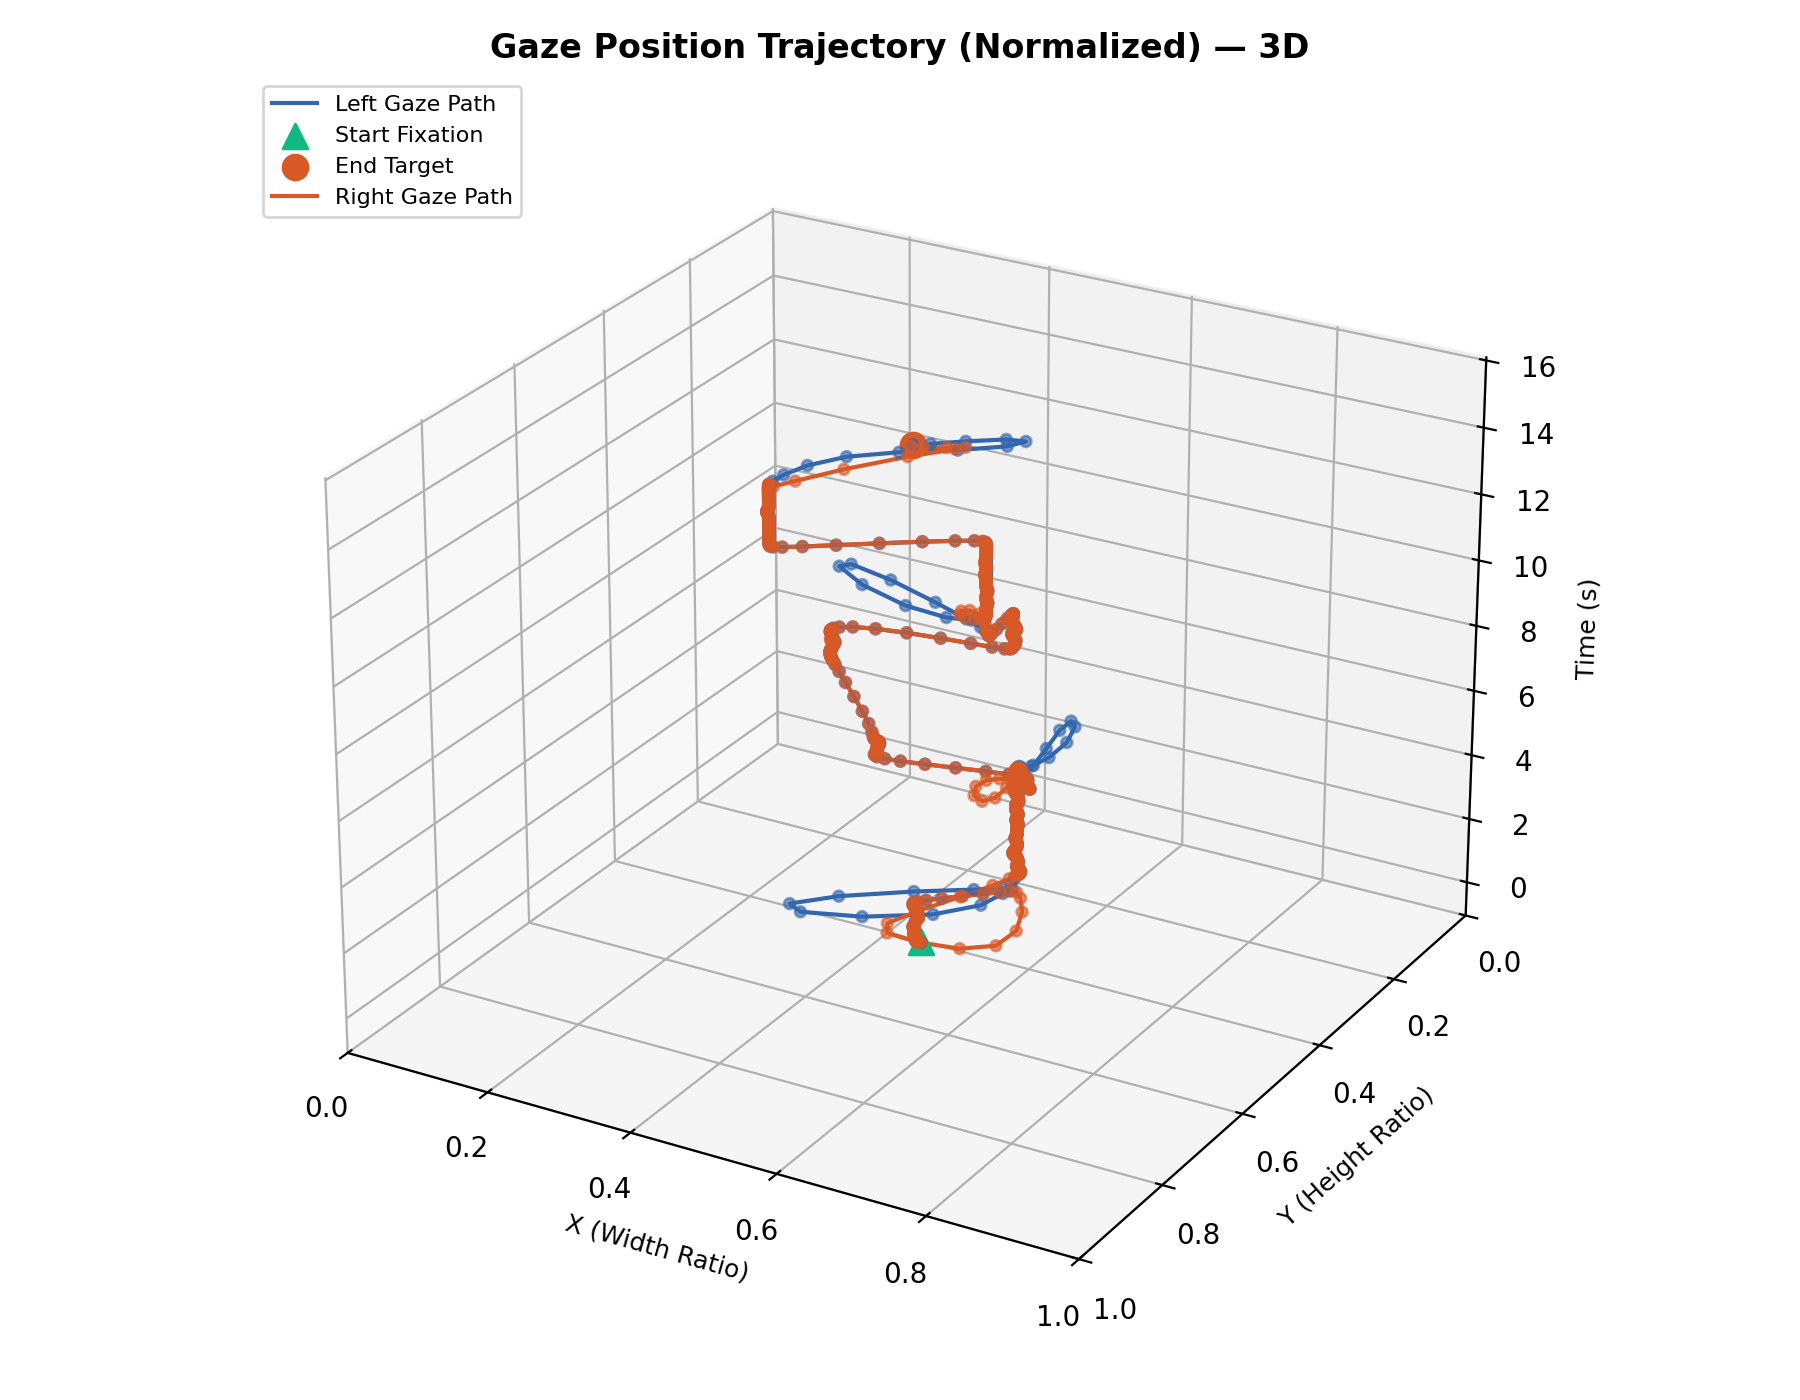 Gaze Position Trajectory (Normalized) — 3D
Left Gaze Path
Start Fixation
End Target
Right Gaze Path
16
14
12
10
8
6
4
2
0
Time (s)
0.0
0.2
0.4
0.6
0.8
1.0
Y (Height Ratio)
0.0
0.2
0.4
0.6
0.8
1.0
X (Width Ratio)